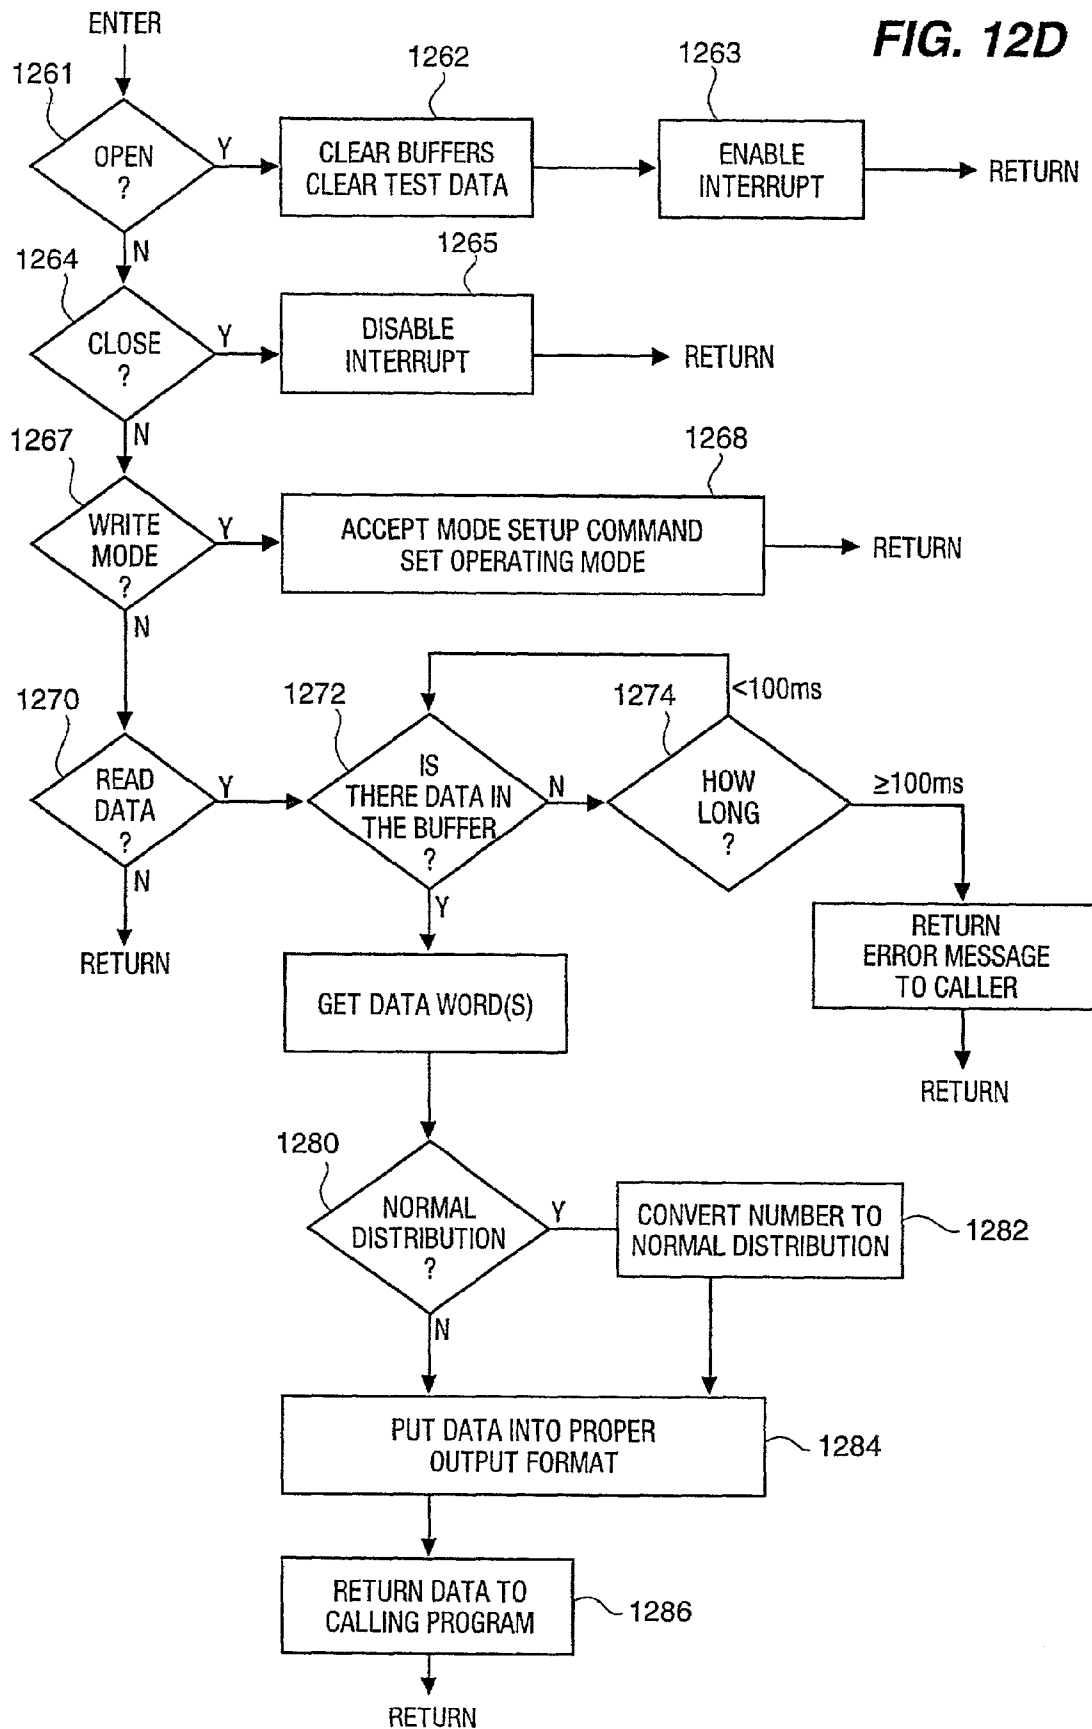 ENTER
FIG. 12D
1261
1262
1263
OPEN
?
Y
CLEAR BUFFERS
CLEAR TEST DATA
ENABLE
INTERRUPT
RETURN
N
1264
1265
CLOSE
?
Y
DISABLE
INTERRUPT
RETURN
N
1267
1268
WRITE
MODE
?
Y
ACCEPT MODE SETUP COMMAND
SET OPERATING MODE
RETURN
N
1270
1272
1274
<100ms
READ
DATA
?
Y
IS
THERE DATA IN
THE BUFFER
?
N
HOW
LONG
?
≥100ms
N
RETURN
Y
RETURN
ERROR MESSAGE
TO CALLER
RETURN
GET DATA WORD(S)
1280
NORMAL
DISTRIBUTION
?
Y
CONVERT NUMBER TO
NORMAL DISTRIBUTION
1282
N
PUT DATA INTO PROPER
OUTPUT FORMAT
1284
RETURN DATA TO
CALLING PROGRAM
1286
RETURN